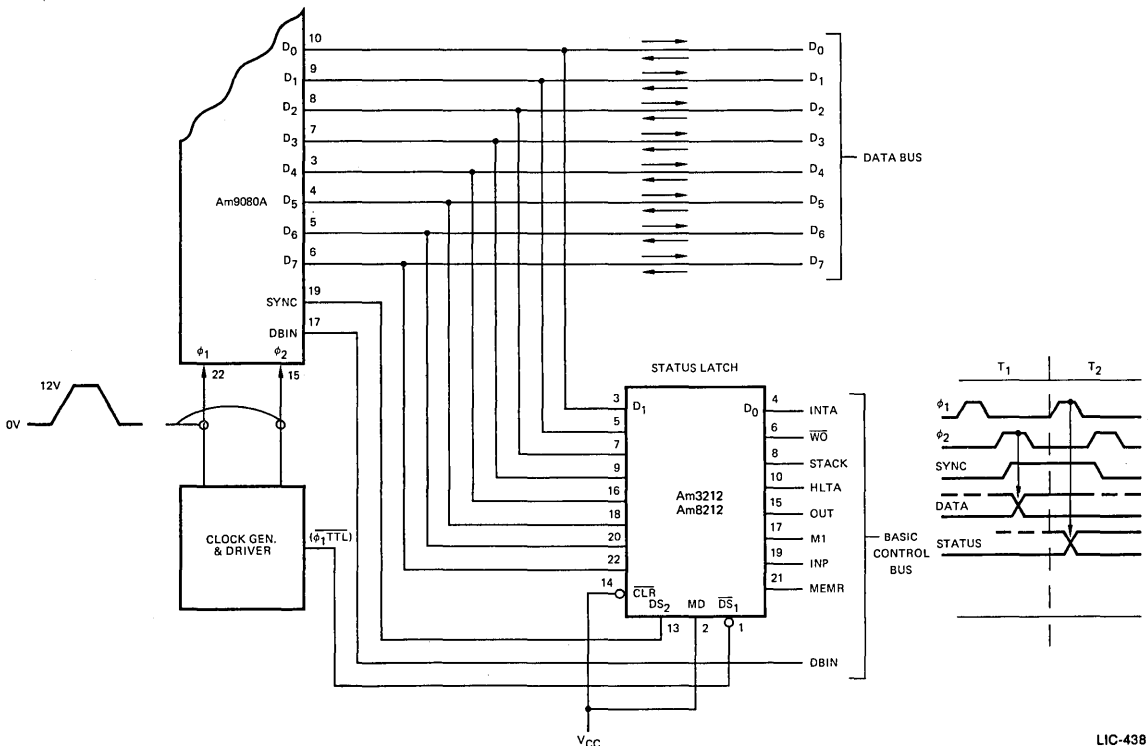 D0 10 D0
D1 9 D1
D2 8 D2
D3 7 D3
D4 3 D4
Am9080A D5 4 D5
D6 5 D6
D7 6 D7
DATA BUS
SYNC 19
DBIN 17
ϕ1 ϕ2
22 15
12V
0V
CLOCK GEN.
& DRIVER
(ϕ1TTL)
STATUS LATCH
3 D1 D0 4 INTA
5 6 WO
7 8 STACK
9 10 HLTA
16 15 OUT
18 17 M1
20 19 INP
22 21 MEMR
Am3212
Am8212
14 CLR
DS2 MD DS1
13 2 1
DBIN
VCC
BASIC
CONTROL
BUS
T1 T2
ϕ1
ϕ2
SYNC
DATA
STATUS
LIC-438